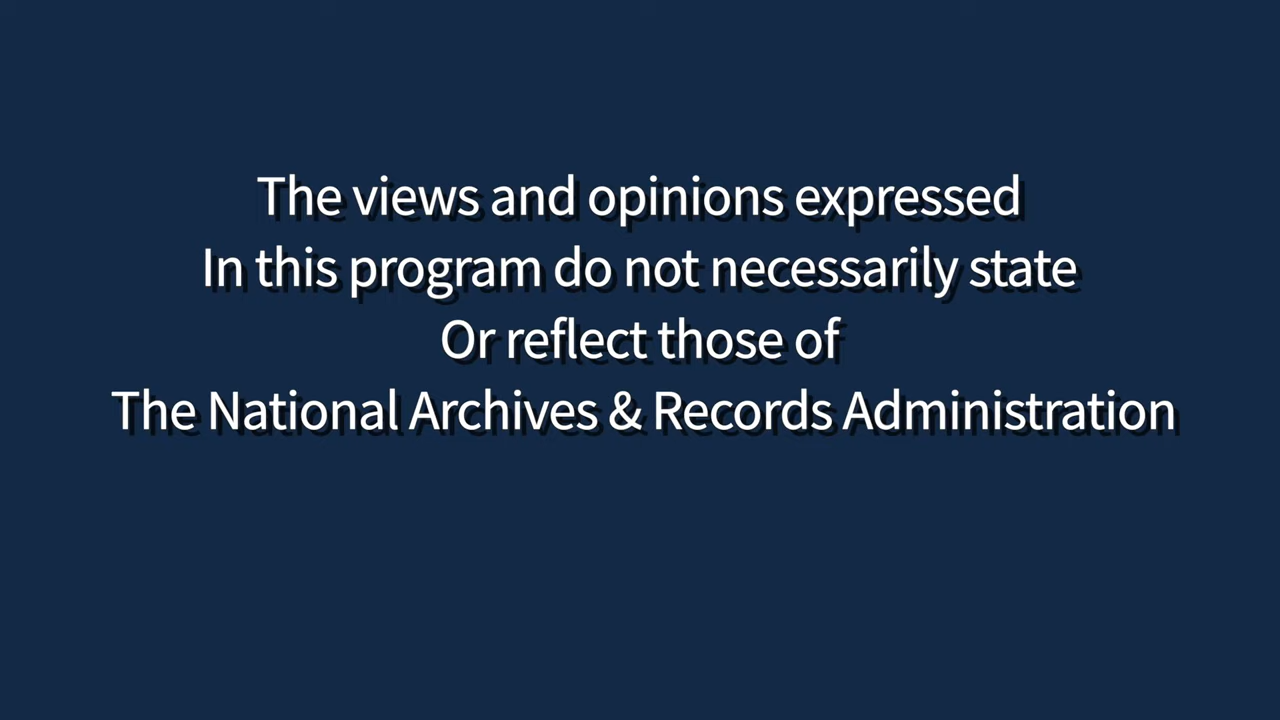 The views and opinions expressed
In this program do not necessarily state
Or reflect those of
The National Archives & Records Administration